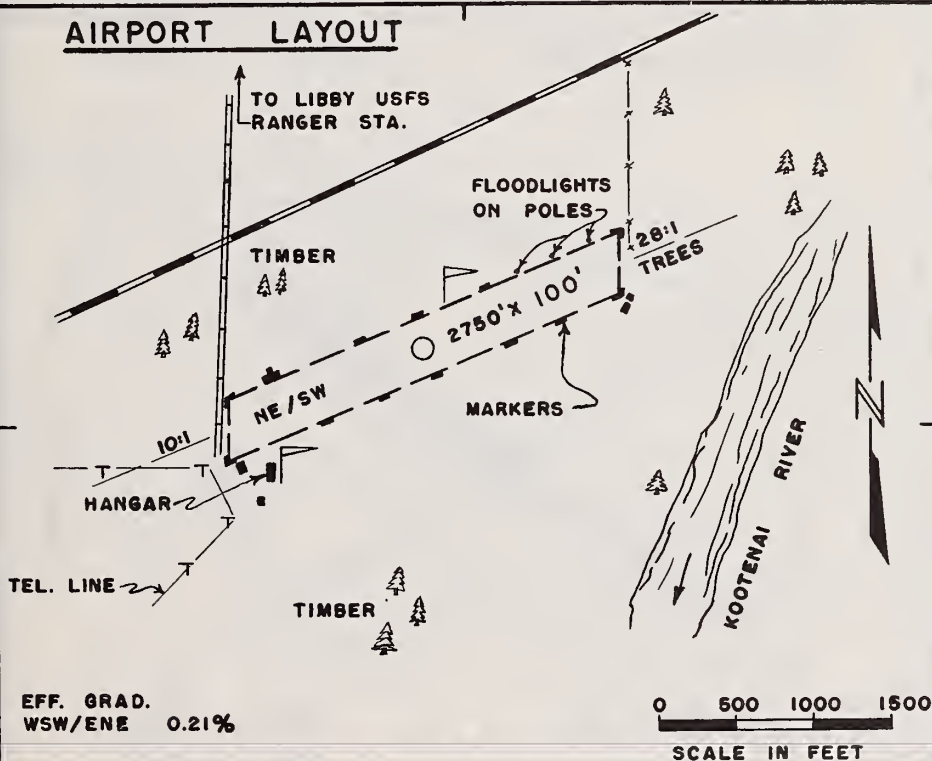 AIRPORT LAYOUT
TO LIBBY USFS
RANGER STA.
FLOODLIGHTS
ON POLES
28:1
TREES
TIMBER
2750' X 100'
NE/SW
MARKERS
10:1
HANGAR
TEL. LINE
TIMBER
KOOTENAI RIVER
N
EFF. GRAD.
WSW/ENE 0.21%
0 500 1000 1500
SCALE IN FEET